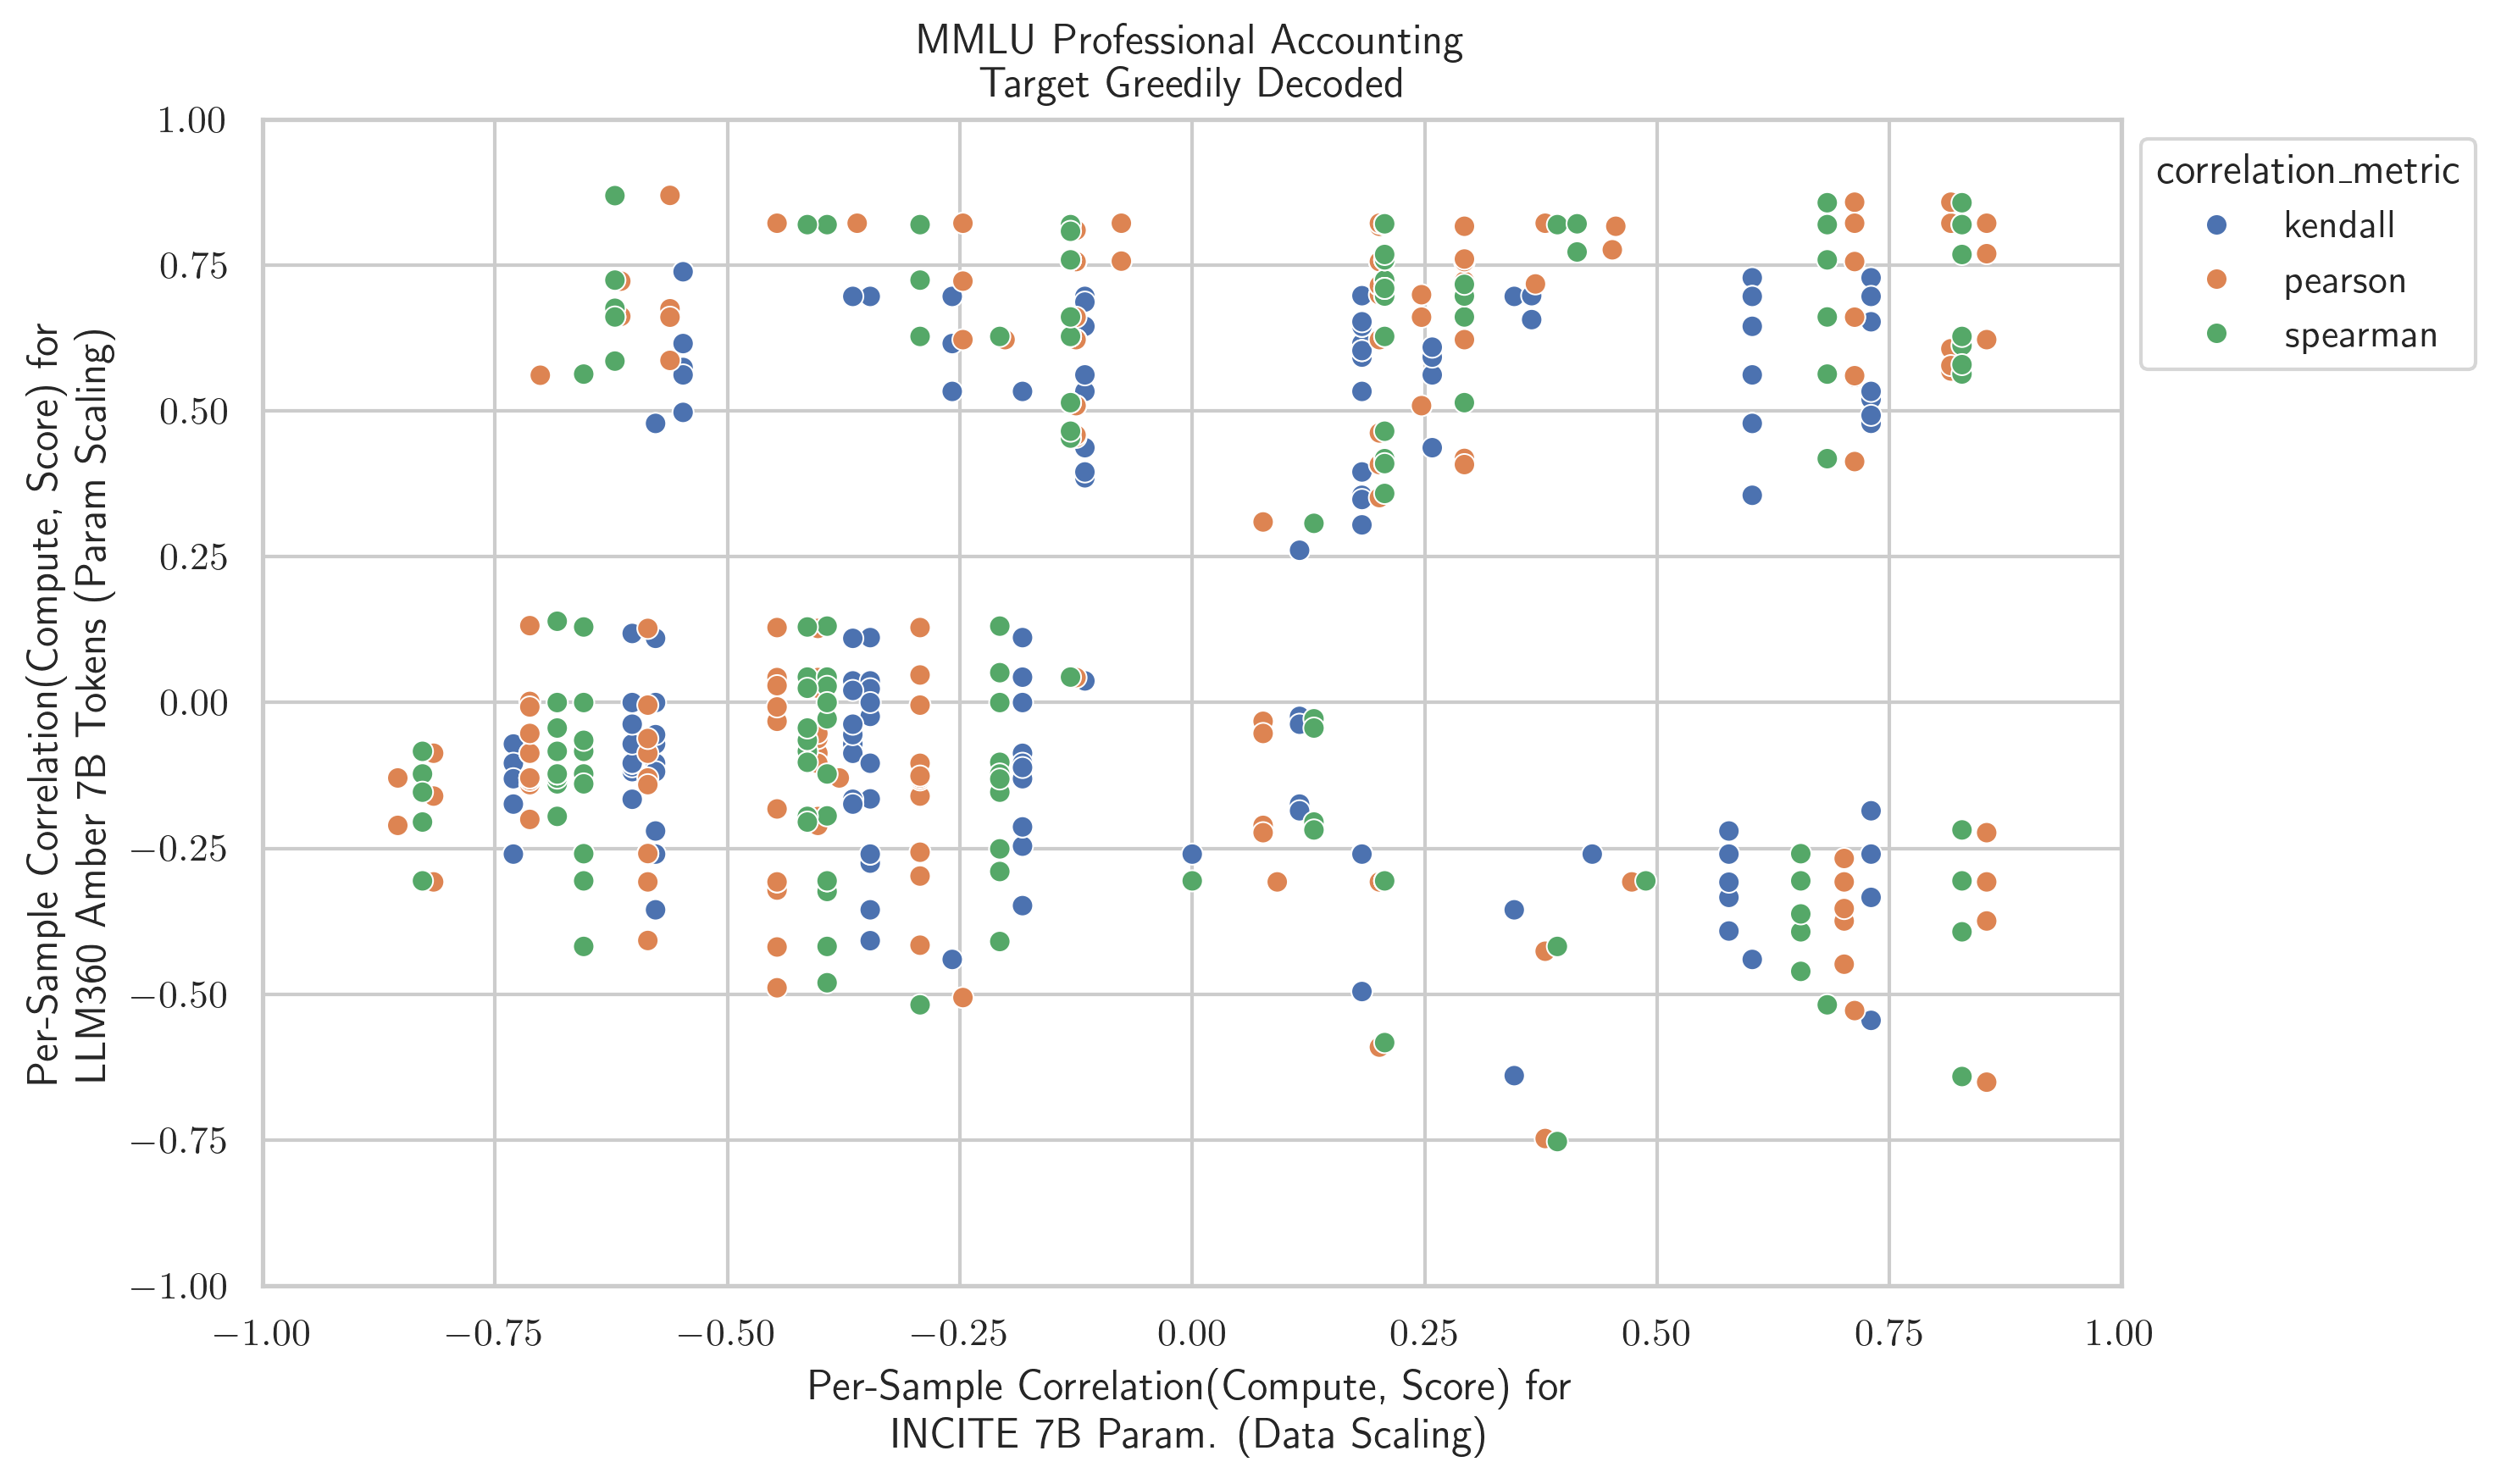 MMLU Professional Accounting
Target Greedily Decoded
Per-Sample Correlation(Compute, Score) for
LLM360 Amber 7B Tokens (Param Scaling)
1.00
0.75
0.50
0.25
0.00
−0.25
−0.50
−0.75
−1.00
−1.00 −0.75 −0.50 −0.25 0.00 0.25 0.50 0.75 1.00
Per-Sample Correlation(Compute, Score) for
INCITE 7B Param. (Data Scaling)
correlation_metric
kendall
pearson
spearman